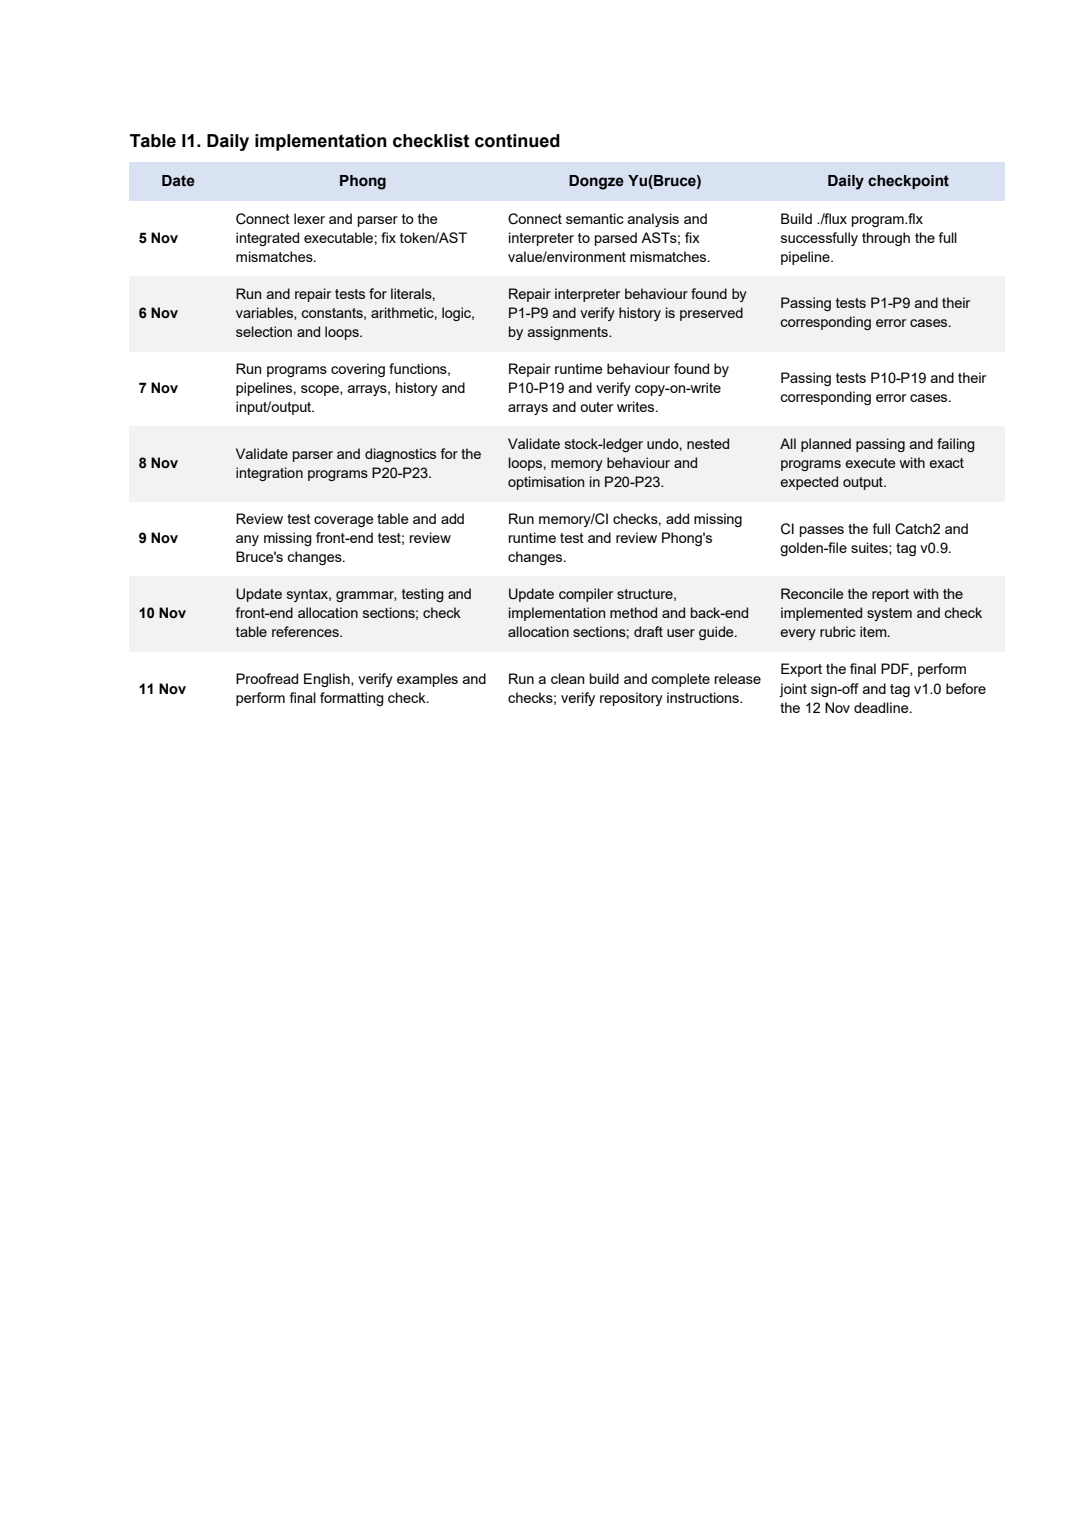 Table I1. Daily implementation checklist continued
Date Phong Dongze Yu(Bruce) Daily checkpoint
5 Nov
Connect lexer and parser to the
integrated executable; fix token/AST
mismatches.
Connect semantic analysis and
interpreter to parsed ASTs; fix
value/environment mismatches.
Build ./flux program.flx
successfully through the full
pipeline.
6 Nov
Run and repair tests for literals,
variables, constants, arithmetic, logic,
selection and loops.
Repair interpreter behaviour found by
P1-P9 and verify history is preserved
by assignments.
Passing tests P1-P9 and their
corresponding error cases.
7 Nov
Run programs covering functions,
pipelines, scope, arrays, history and
input/output.
Repair runtime behaviour found by
P10-P19 and verify copy-on-write
arrays and outer writes.
Passing tests P10-P19 and their
corresponding error cases.
8 Nov
Validate parser and diagnostics for the
integration programs P20-P23.
Validate stock-ledger undo, nested
loops, memory behaviour and
optimisation in P20-P23.
All planned passing and failing
programs execute with exact
expected output.
9 Nov
Review test coverage table and add
any missing front-end test; review
Bruce's changes.
Run memory/CI checks, add missing
runtime test and review Phong's
changes.
CI passes the full Catch2 and
golden-file suites; tag v0.9.
10 Nov
Update syntax, grammar, testing and
front-end allocation sections; check
table references.
Update compiler structure,
implementation method and back-end
allocation sections; draft user guide.
Reconcile the report with the
implemented system and check
every rubric item.
11 Nov
Proofread English, verify examples and
perform final formatting check.
Run a clean build and complete release
checks; verify repository instructions.
Export the final PDF, perform
joint sign-off and tag v1.0 before
the 12 Nov deadline.